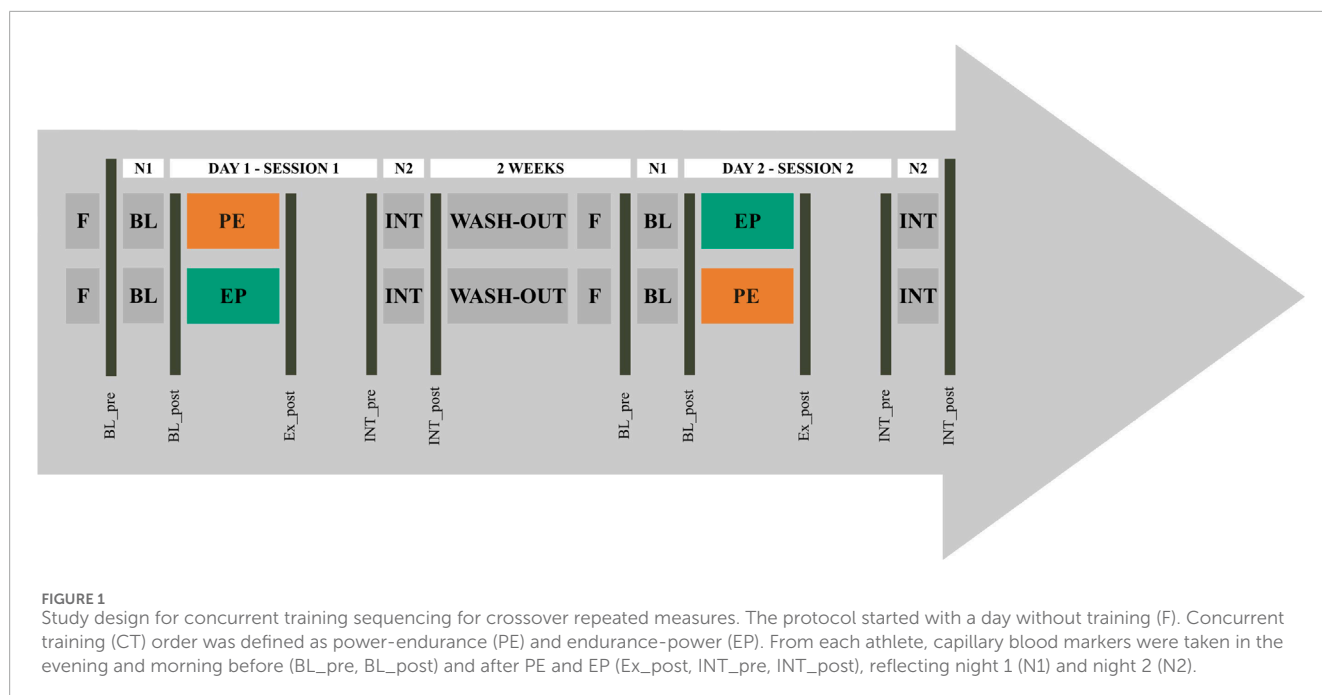 N1 DAY 1 - SESSION 1 N2 2 WEEKS N1 DAY 2 - SESSION 2 N2
F BL PE INT WASH-OUT F BL EP INT
F BL EP INT WASH-OUT F BL PE INT
BL_pre BL_post Ex_post INT_pre INT_post BL_pre BL_post Ex_post INT_pre INT_post
FIGURE 1
Study design for concurrent training sequencing for crossover repeated measures. The protocol started with a day without training (F). Concurrent
training (CT) order was defined as power-endurance (PE) and endurance-power (EP). From each athlete, capillary blood markers were taken in the
evening and morning before (BL_pre, BL_post) and after PE and EP (Ex_post, INT_pre, INT_post), reflecting night 1 (N1) and night 2 (N2).